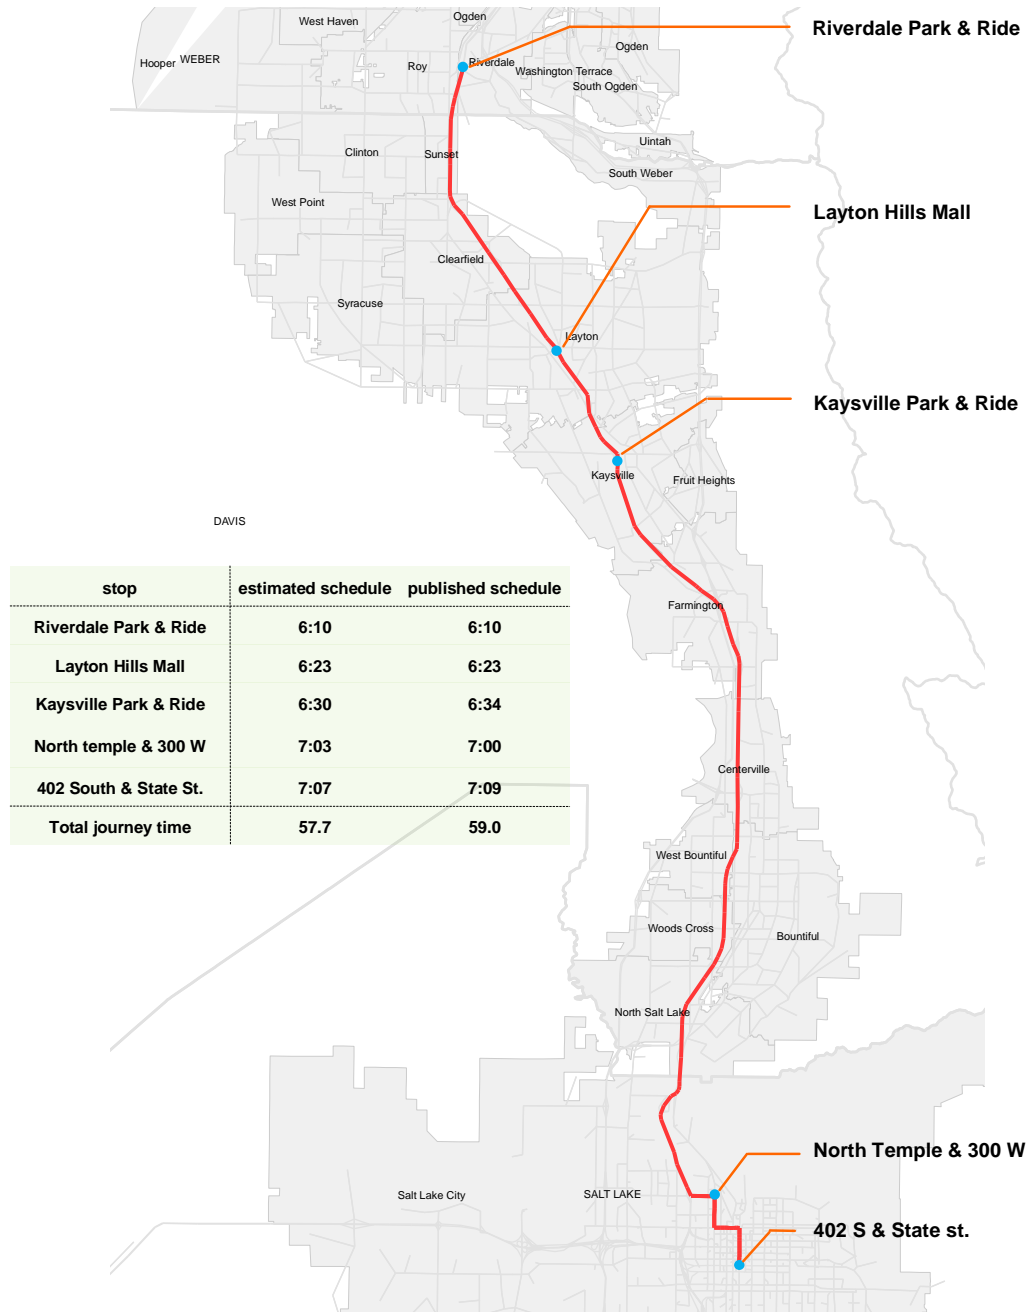 Ogden
West Haven
Riverdale Park & Ride
Ogden
Hooper
WEBER
Roy
Riverdale
Washington Terrace
South Ogden
Uintah
Clinton
Sunset
South Weber
West Point
Layton Hills Mall
Clearfield
Syracuse
Layton
Kaysville Park & Ride
Kaysville
Fruit Heights
DAVIS
stop estimated schedule published schedule
Riverdale Park & Ride 6:10 6:10
Layton Hills Mall 6:23 6:23
Kaysville Park & Ride 6:30 6:34
North temple & 300 W 7:03 7:00
402 South & State St. 7:07 7:09
Total journey time 57.7 59.0
Farmington
Centerville
West Bountiful
Woods Cross
Bountiful
North Salt Lake
North Temple & 300 W
Salt Lake City
SALT LAKE
402 S & State st.